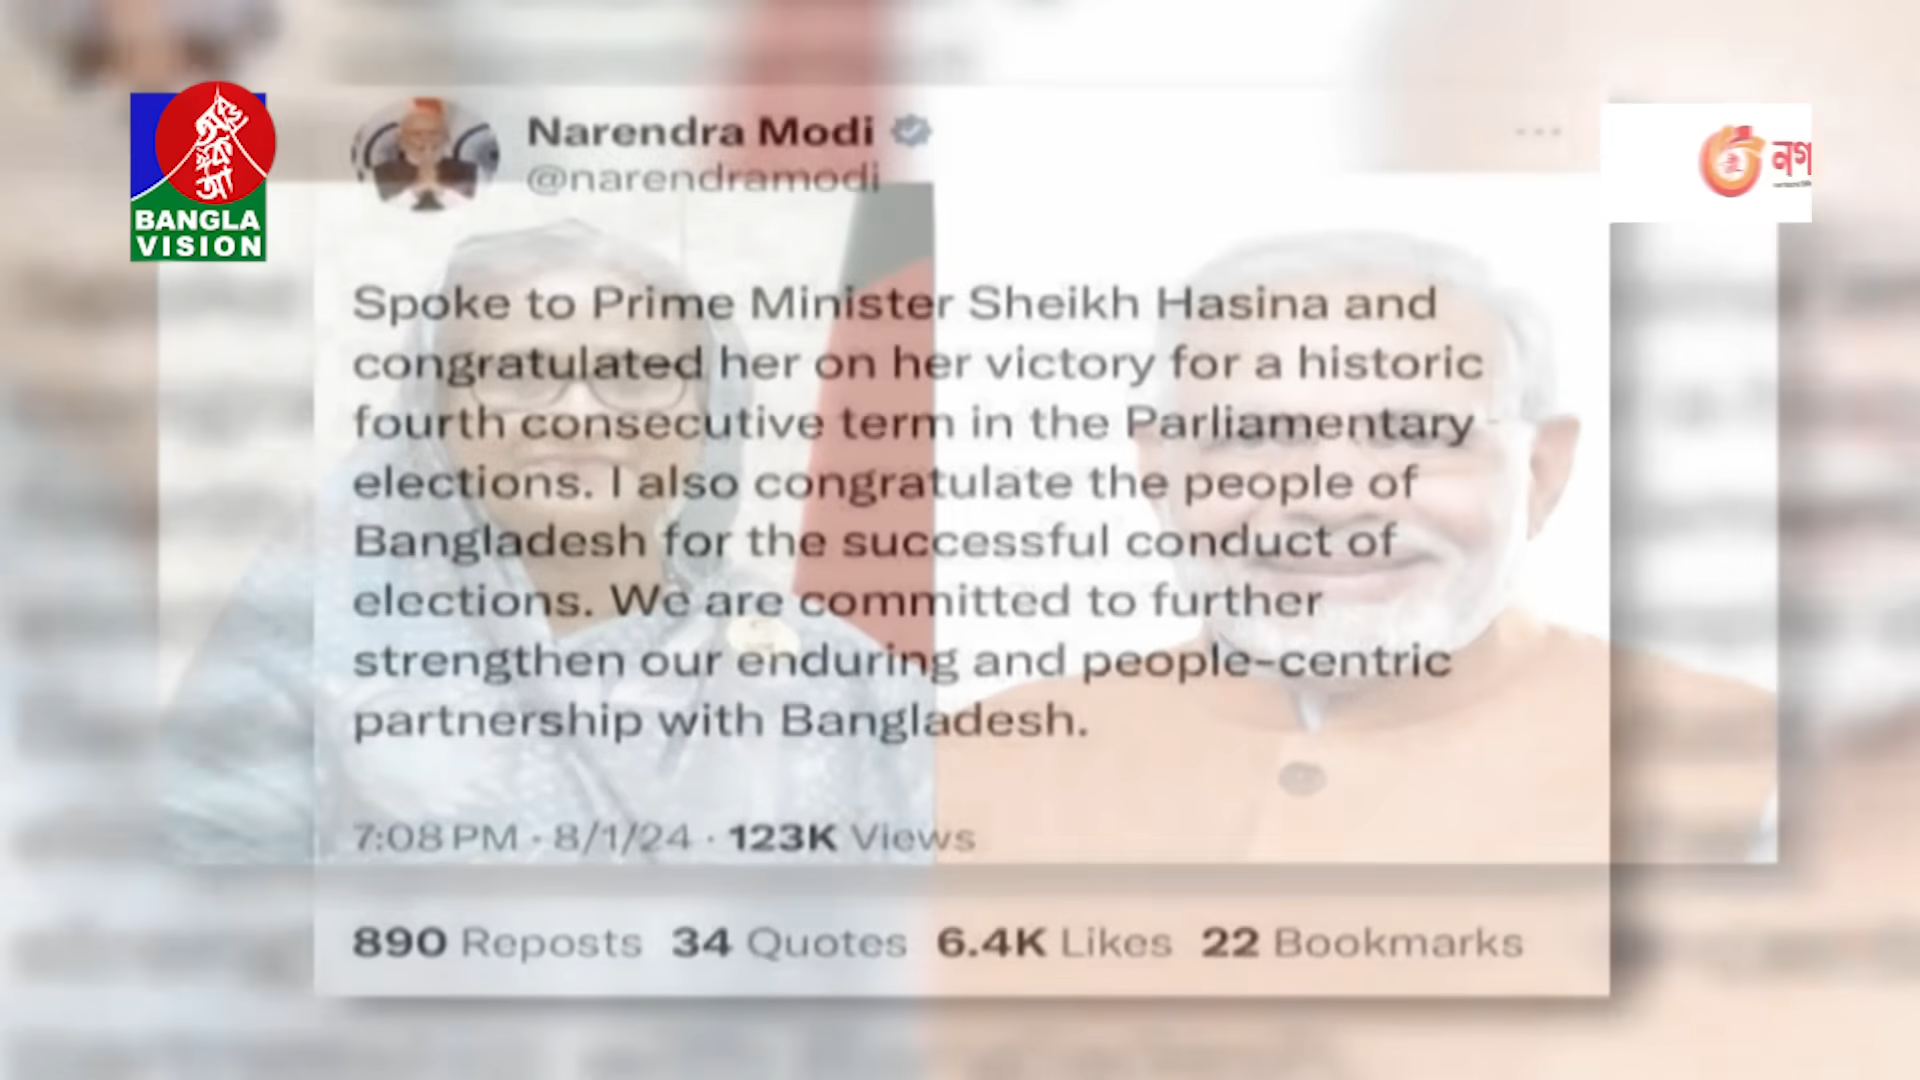 BANGLA
VISION
Narendra Modi
@narendramodi
নগ
Spoke to Prime Minister Sheikh Hasina and
congratulated her on her victory for a historic
fourth consecutive term in the Parliamentary
elections. I also congratulate the people of
Bangladesh for the successful conduct of
elections. We are committed to further
strengthen our enduring and people-centric
partnership with Bangladesh.
7:08 PM · 8/1/24 · 123K Views
890 Reposts 34 Quotes 6.4K Likes 22 Bookmarks